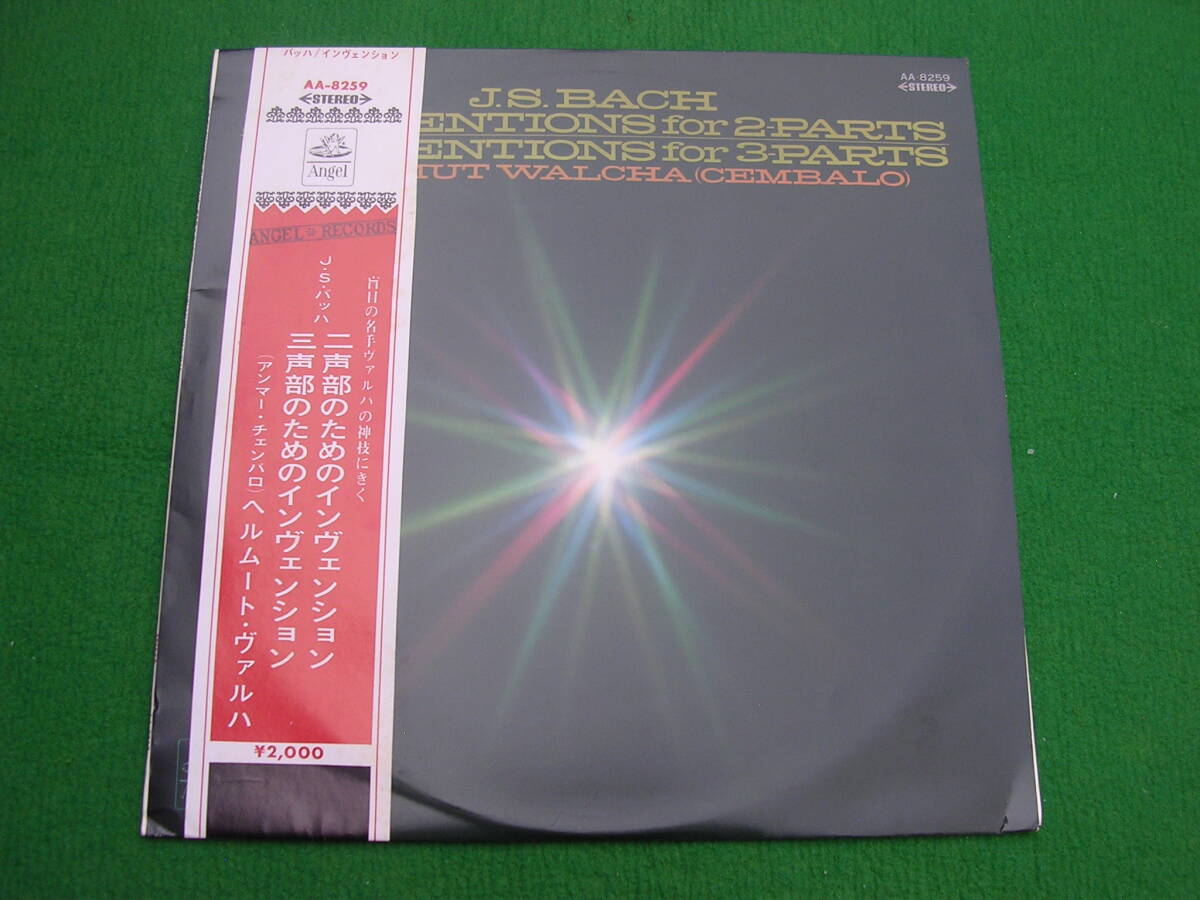 バッハ/インヴェンション
AA-8259
STEREO
Angel
ANGEL RECORDS
盲目の名手ヴァルハの神技にきく
J・S・バッハ
二声部のためのインヴェンション
三声部のためのインヴェンション
(アンマー・チェンバロ) ヘルムート・ヴァルハ
¥2,000
AA-8259
STEREO
J.S. BACH
ENTIONS for 2-PARTS
ENTIONS for 3-PARTS
UT WALCHA (CEMBALO)